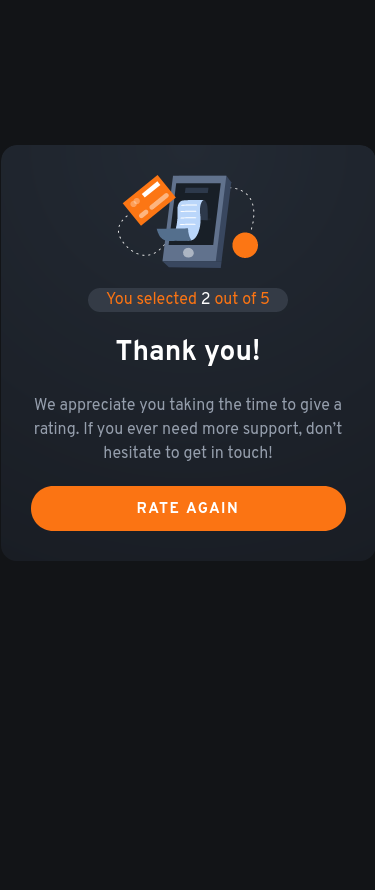 You selected 2 out of 5
Thank you!
We appreciate you taking the time to give a
rating. If you ever need more support, don’t
hesitate to get in touch!
RATE AGAIN